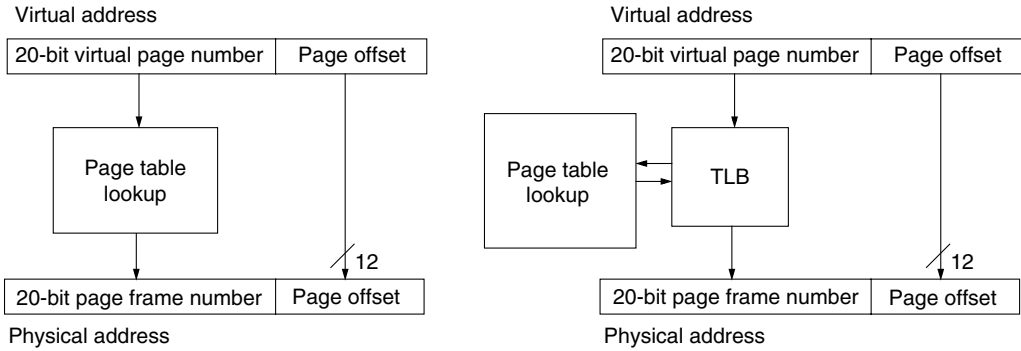 Virtual address
20-bit virtual page number Page offset
Page table
lookup
12
20-bit page frame number Page offset
Physical address
Virtual address
20-bit virtual page number Page offset
Page table
lookup
TLB
12
20-bit page frame number Page offset
Physical address